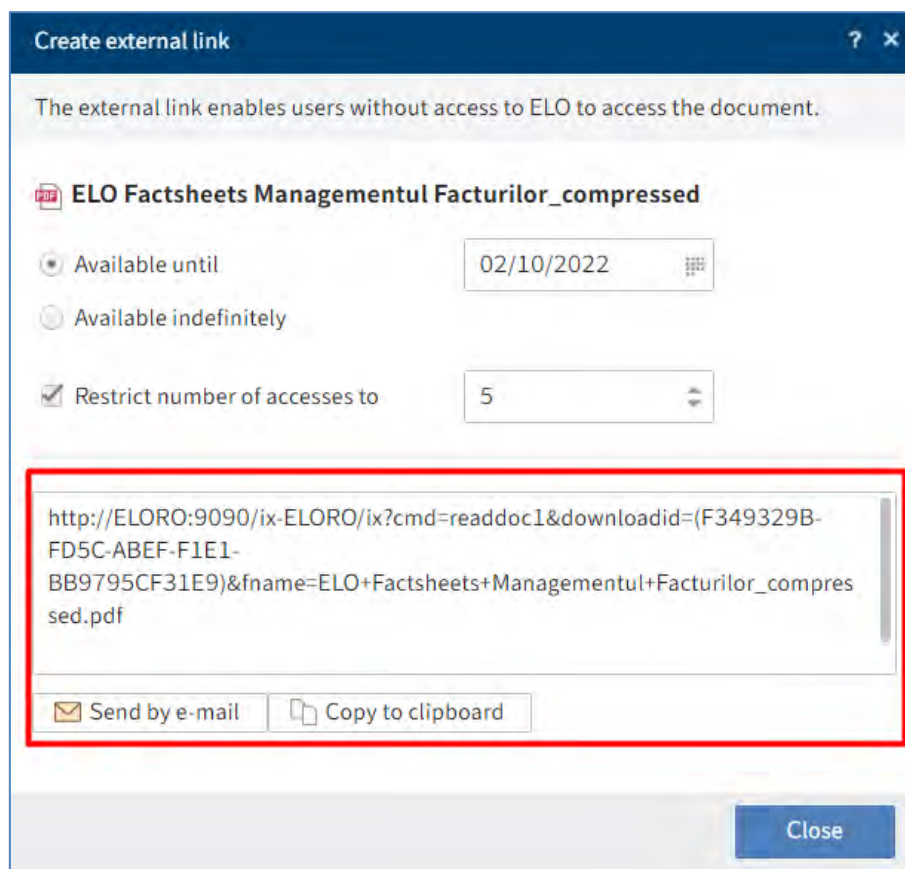 Create external link ? ×
The external link enables users without access to ELO to access the document.
PDF ELO Factsheets Managementul Facturilor_compressed
Available until 02/10/2022
Available indefinitely
Restrict number of accesses to 5
http://ELORO:9090/ix-ELORO/ix?cmd=readdoc1&downloadid=(F349329B-
FD5C-ABEF-F1E1-
BB9795CF31E9)&fname=ELO+Factsheets+Managementul+Facturilor_compres
sed.pdf
Send by e-mail Copy to clipboard
Close